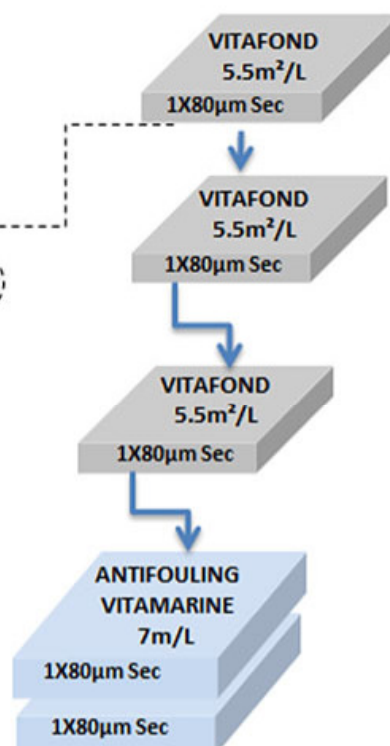 VITAFOND
5.5m²/L
1X80µm Sec
VITAFOND
5.5m²/L
1X80µm Sec
VITAFOND
5.5m²/L
1X80µm Sec
ANTIFOULING
VITAMARINE
7m/L
1X80µm Sec
1X80µm Sec